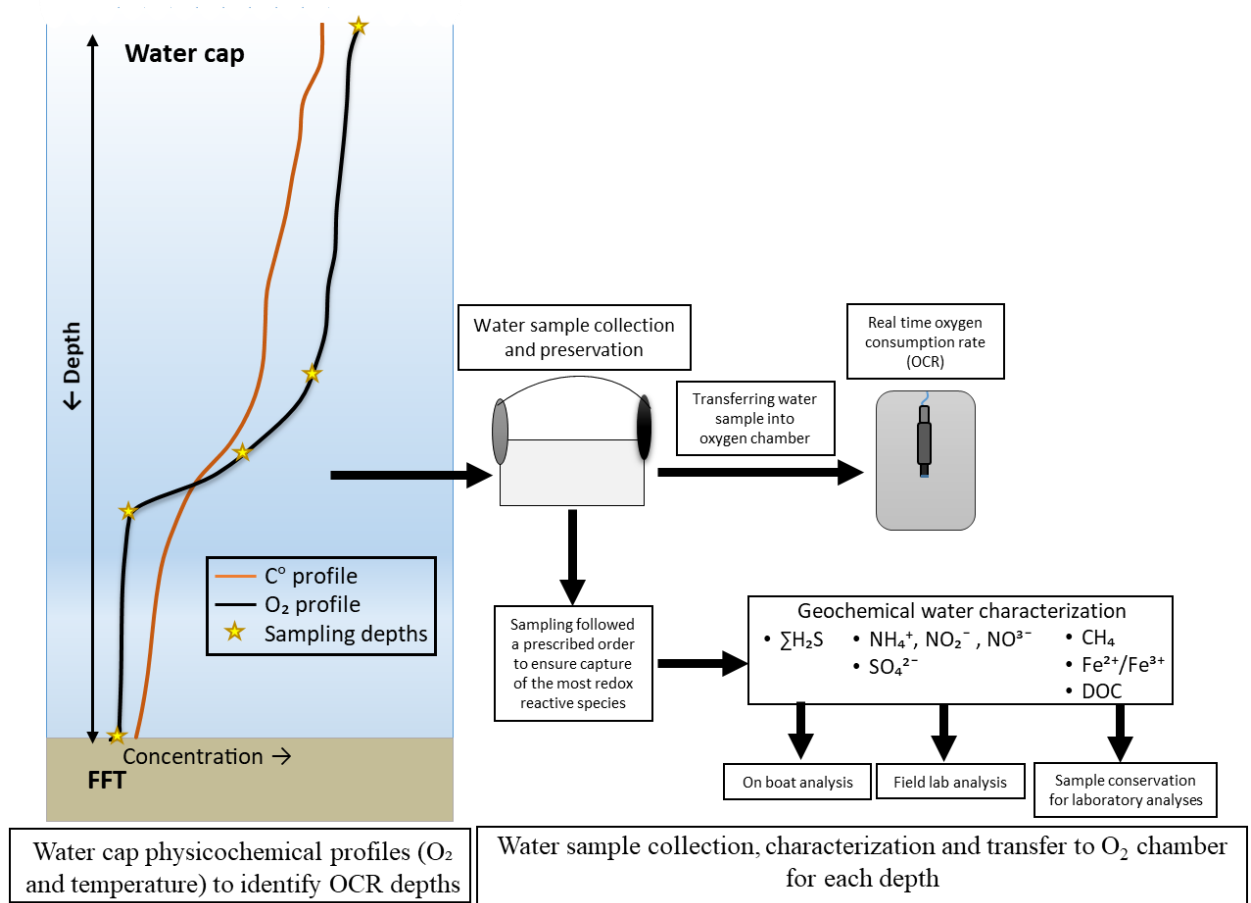 Water cap
← Depth
C° profile
O₂ profile
Sampling depths
Concentration →
FFT
Water cap physicochemical profiles (O₂
and temperature) to identify OCR depths
Water sample collection
and preservation
Transferring water
sample into
oxygen chamber
Real time oxygen
consumption rate
(OCR)
Sampling followed
a prescribed order
to ensure capture
of the most redox
reactive species
Geochemical water characterization
• ∑H₂S
• NH₄⁺, NO₂⁻ , NO³⁻
• SO₄²⁻
• CH₄
• Fe²⁺/Fe³⁺
• DOC
On boat analysis
Field lab analysis
Sample conservation
for laboratory analyses
Water sample collection, characterization and transfer to O₂ chamber
for each depth